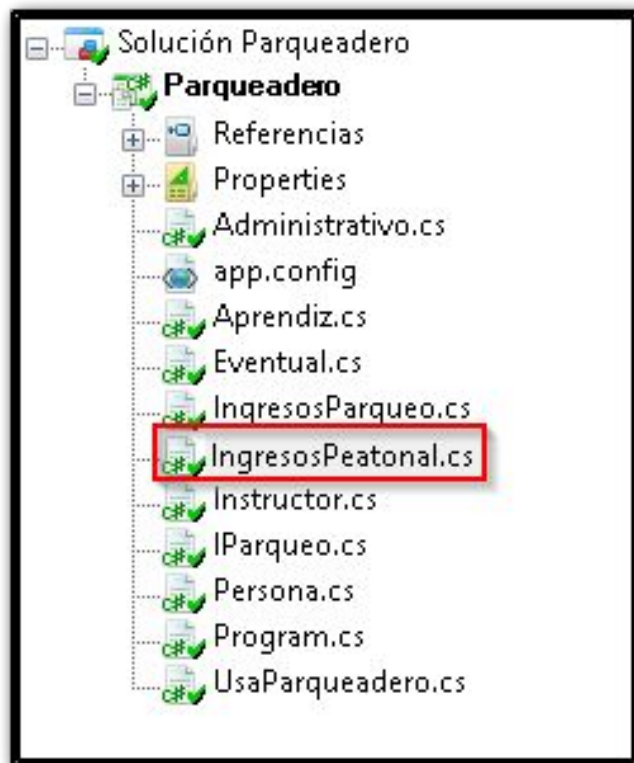 Solución Parqueadero
Parqueadero
Referencias
Properties
Administrativo.cs
app.config
Aprendiz.cs
Eventual.cs
IngresosParqueo.cs
IngresosPeatonal.cs
Instructor.cs
IParqueo.cs
Persona.cs
Program.cs
UsaParqueadero.cs